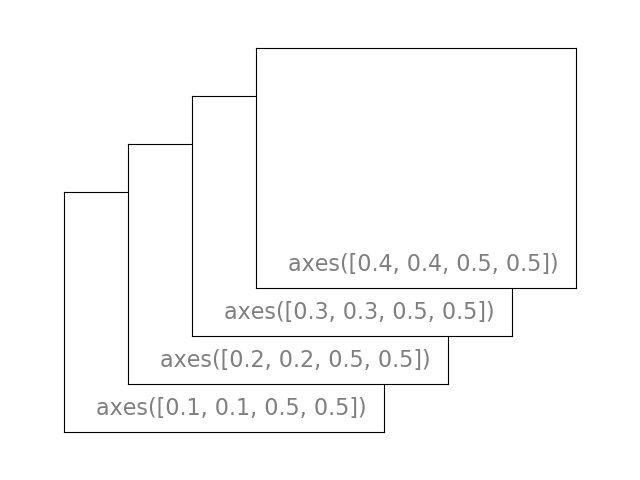 axes([0.4, 0.4, 0.5, 0.5])
axes([0.3, 0.3, 0.5, 0.5])
axes([0.2, 0.2, 0.5, 0.5])
axes([0.1, 0.1, 0.5, 0.5])